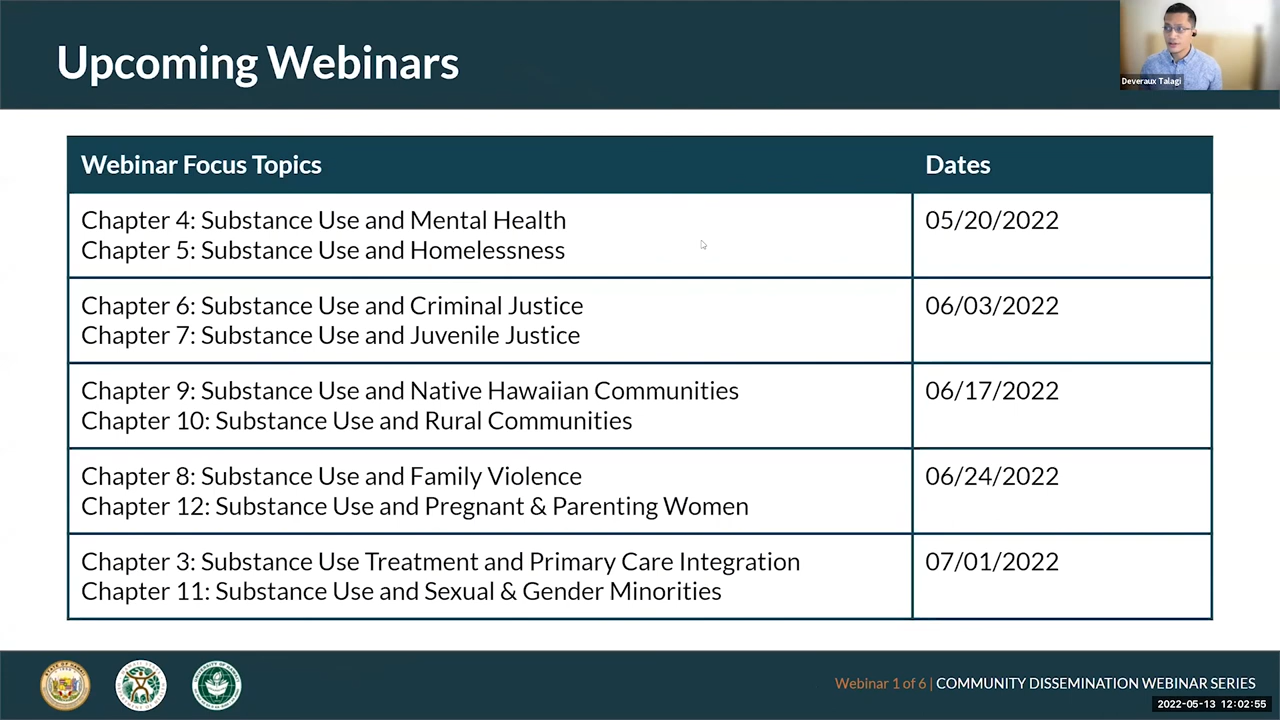 Upcoming Webinars
Deveraux Talagi
Webinar Focus Topics
Dates
Chapter 4: Substance Use and Mental Health
Chapter 5: Substance Use and Homelessness
05/20/2022
Chapter 6: Substance Use and Criminal Justice
Chapter 7: Substance Use and Juvenile Justice
06/03/2022
Chapter 9: Substance Use and Native Hawaiian Communities
Chapter 10: Substance Use and Rural Communities
06/17/2022
Chapter 8: Substance Use and Family Violence
Chapter 12: Substance Use and Pregnant & Parenting Women
06/24/2022
Chapter 3: Substance Use Treatment and Primary Care Integration
Chapter 11: Substance Use and Sexual & Gender Minorities
07/01/2022
Webinar 1 of 6 | COMMUNITY DISSEMINATION WEBINAR SERIES
2022-05-13 12:02:55